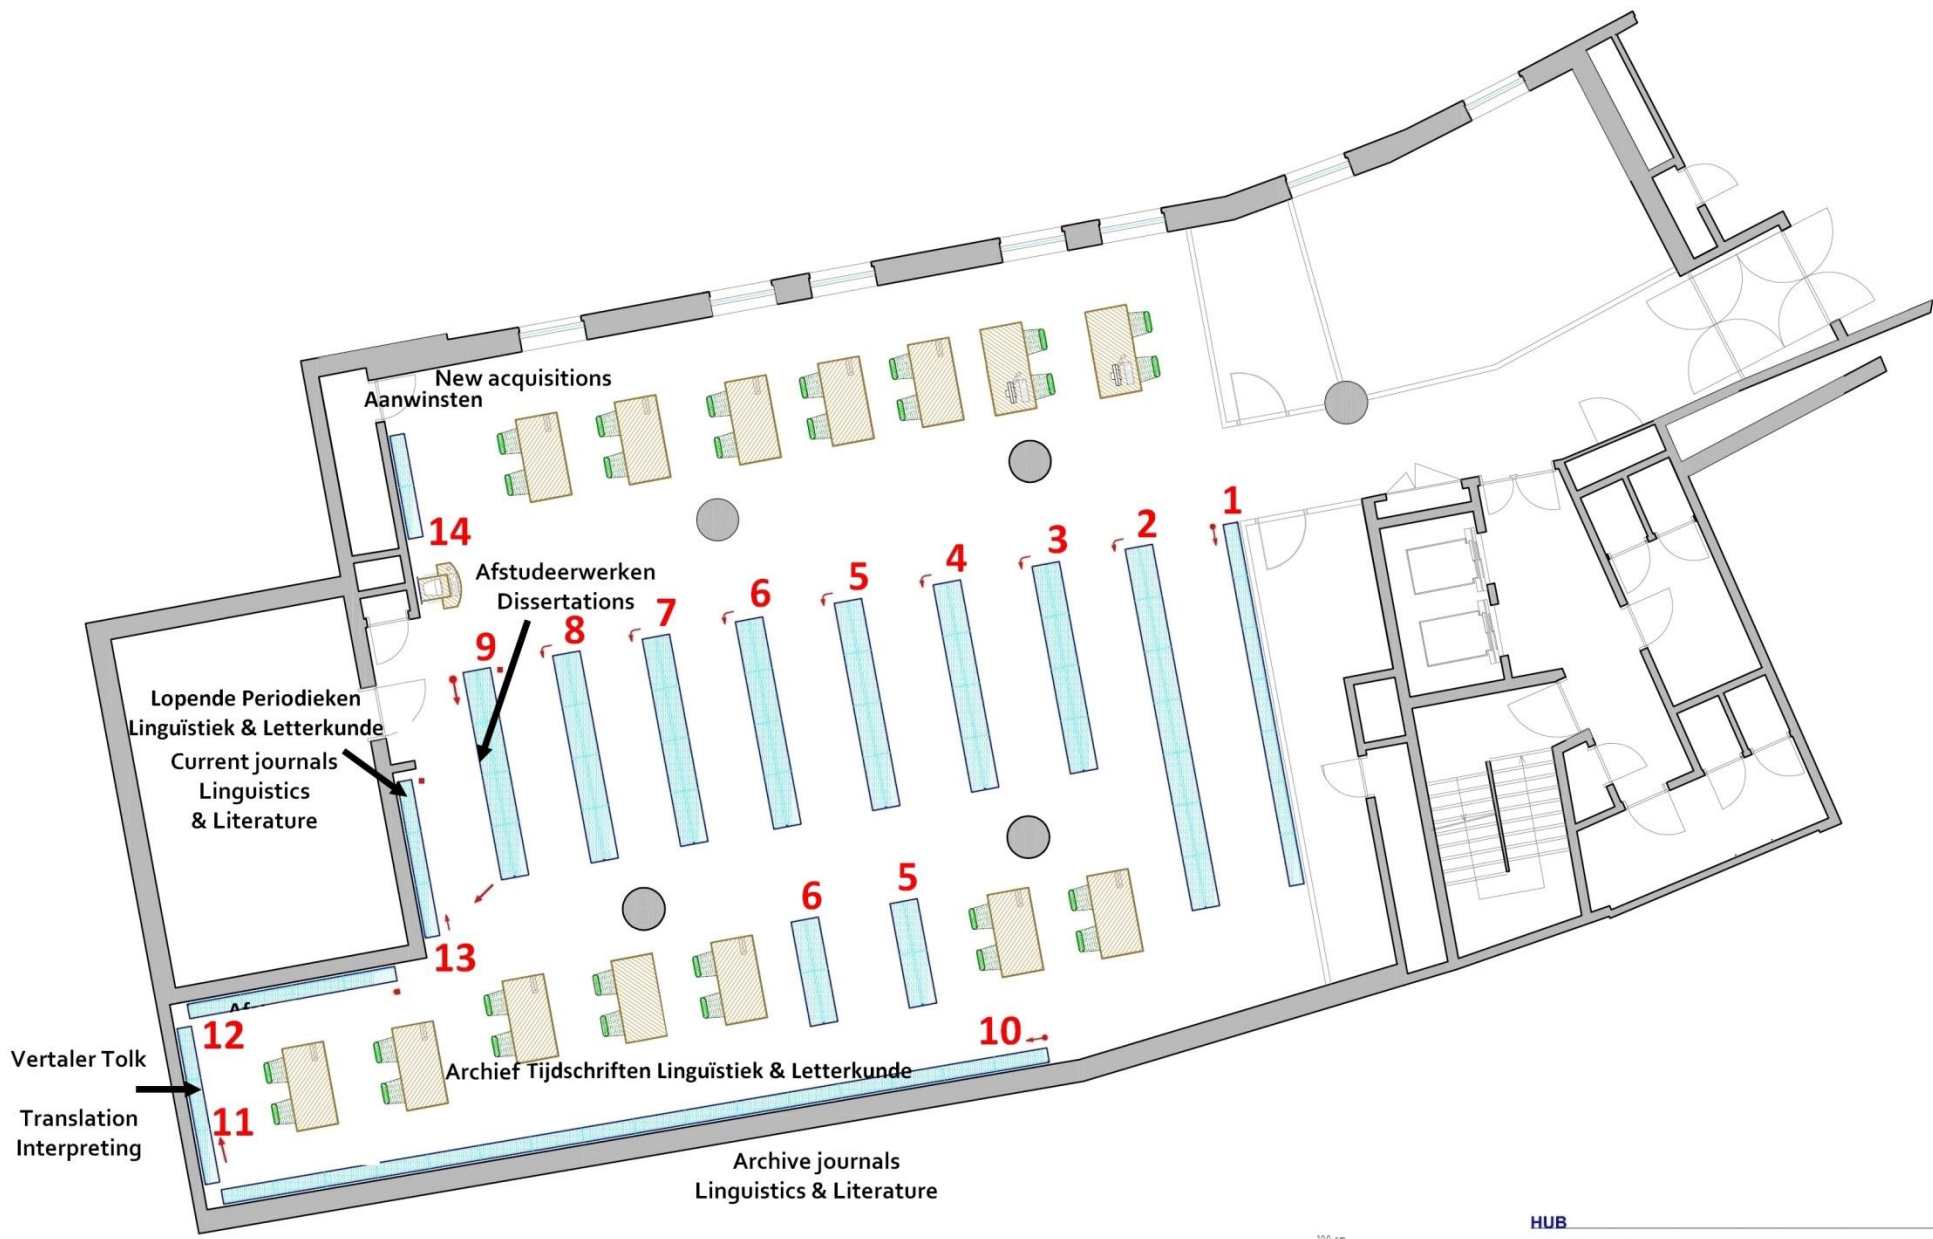 New acquisitions
Aanwinsten
14
1
2
3
4
5
6
7
8
9
Afstudeerwerken
Dissertations
Lopende Periodieken
Linguïstiek & Letterkunde
Current journals
Linguistics
& Literature
13
6
5
10
12
11
Vertaler Tolk
Translation
Interpreting
Archief Tijdschriften Linguïstiek & Letterkunde
Archive journals
Linguistics & Literature
HUB